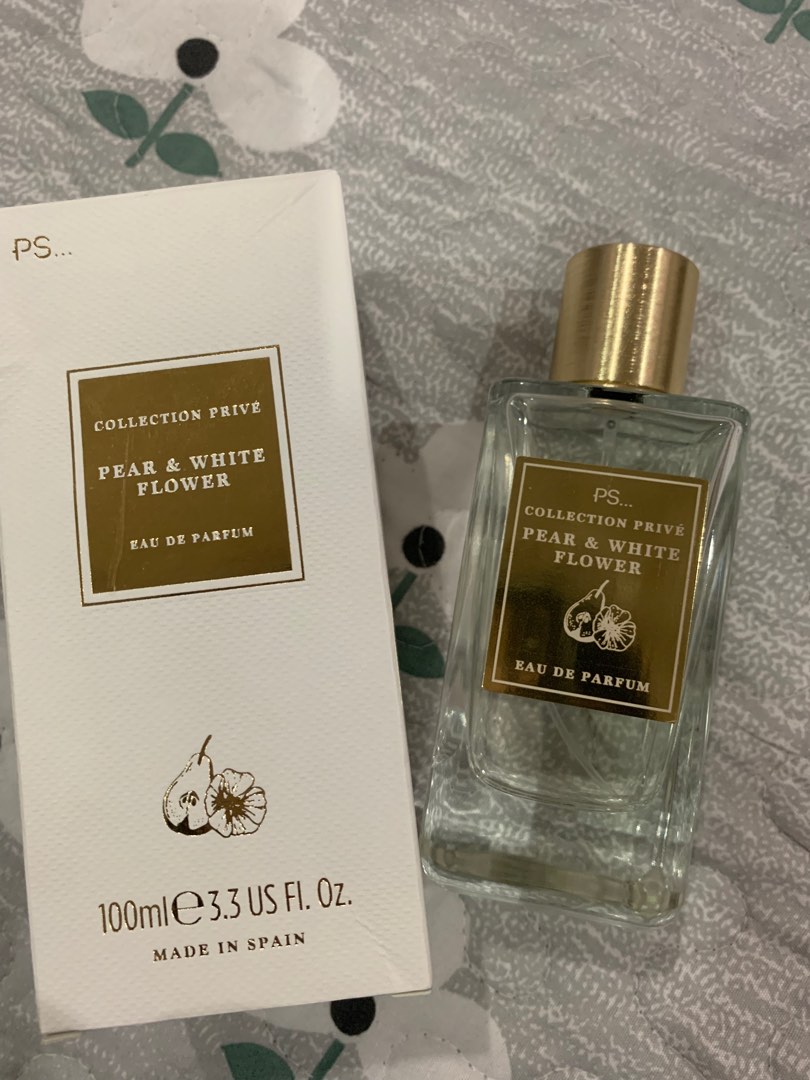 PS...
COLLECTION PRIVÉ
PEAR & WHITE
FLOWER
EAU DE PARFUM
100ml℮3.3 US Fl. Oz.
MADE IN SPAIN
PS...
COLLECTION PRIVÉ
PEAR & WHITE
FLOWER
EAU DE PARFUM